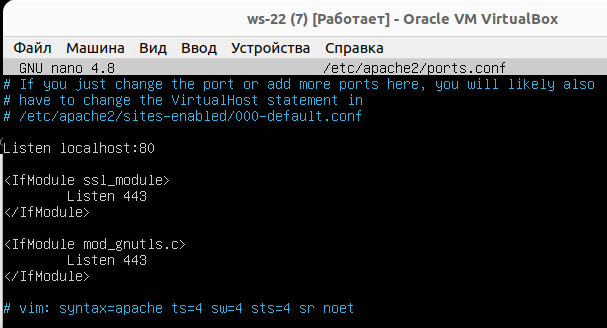 ws-22 (7) [Работает] - Oracle VM VirtualBox
Файл Машина Вид Ввод Устройства Справка
GNU nano 4.8 /etc/apache2/ports.conf
# If you just change the port or add more ports here, you will likely also
# have to change the VirtualHost statement in
# /etc/apache2/sites-enabled/000-default.conf
Listen localhost:80
<IfModule ssl_module>
Listen 443
</IfModule>
<IfModule mod_gnutls.c>
Listen 443
</IfModule>
# vim: syntax=apache ts=4 sw=4 sts=4 sr noet